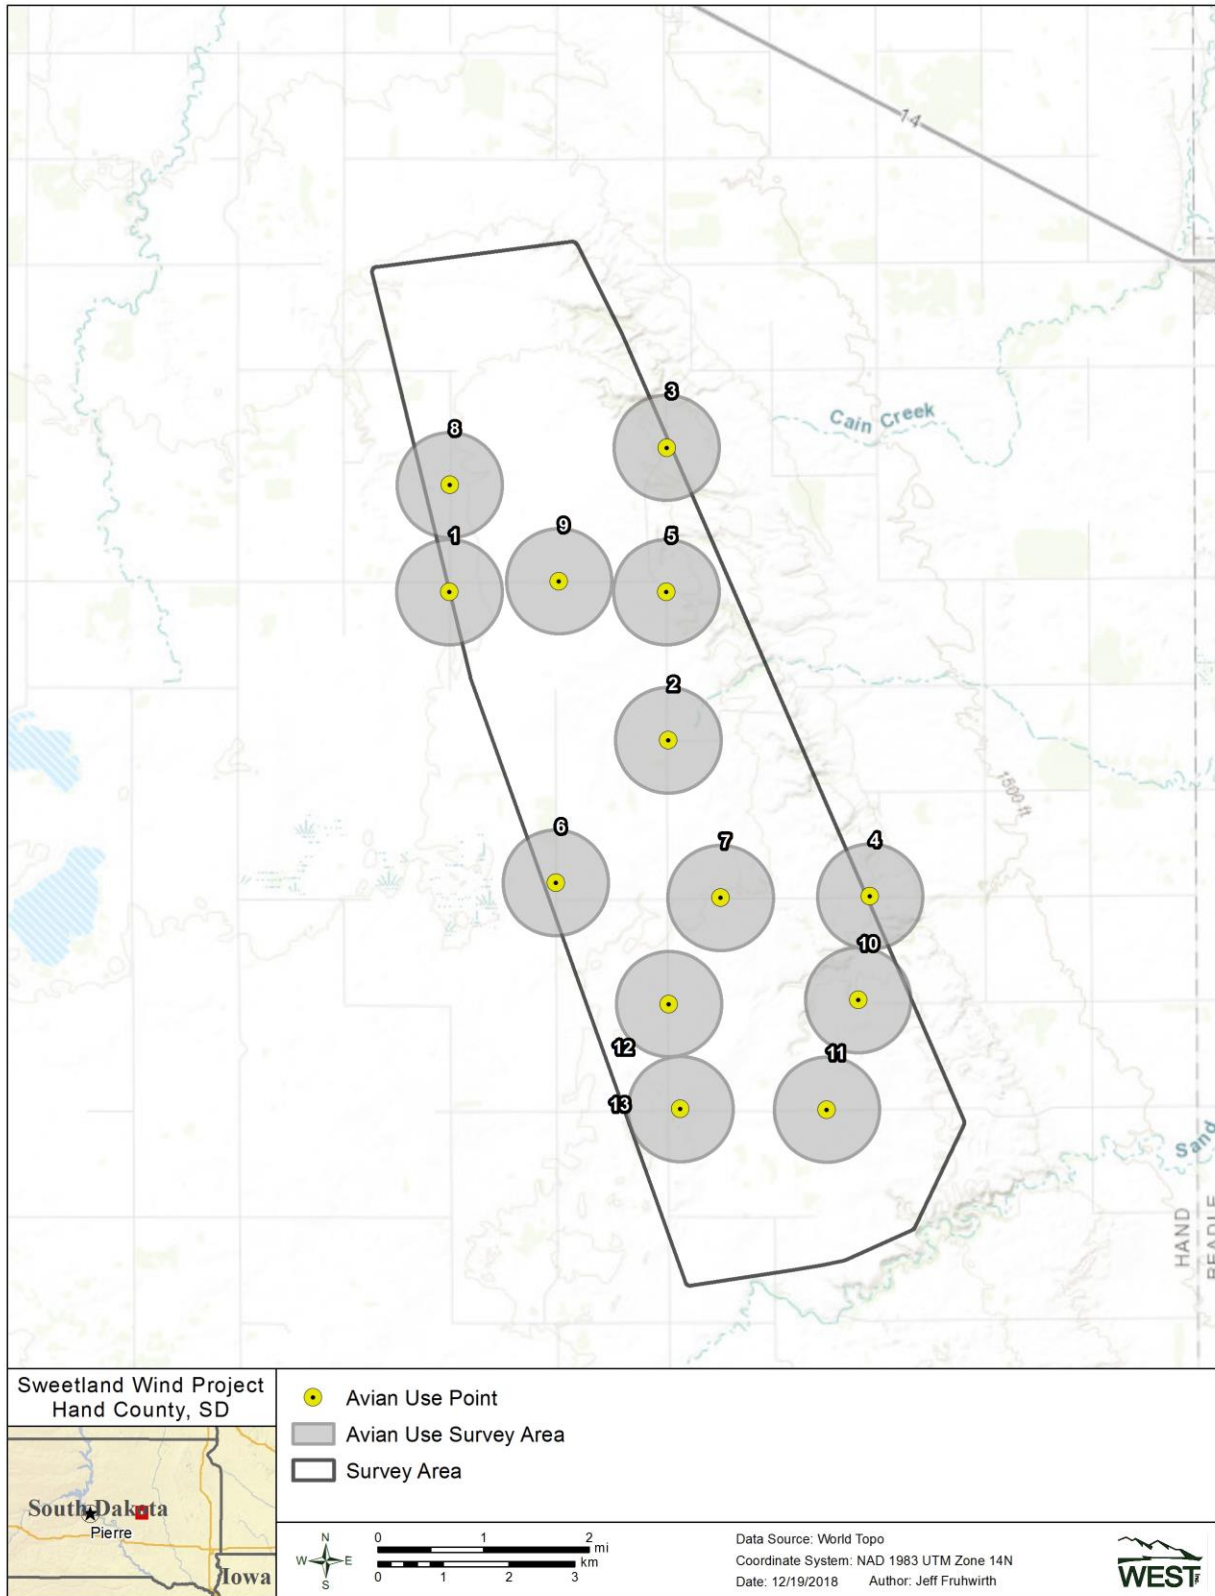 14
3
Cain Creek
8
9
1
5
2
1500 ft
6
7
4
10
12
11
13
Sand
HAND
BEADLE
Sweetland Wind Project
Hand County, SD
South Dakota
Pierre
Iowa
Avian Use Point
Avian Use Survey Area
Survey Area
N
W E
S
0 1 2
mi
km
0 1 2 3
Data Source: World Topo
Coordinate System: NAD 1983 UTM Zone 14N
Date: 12/19/2018 Author: Jeff Fruhwirth
WEST